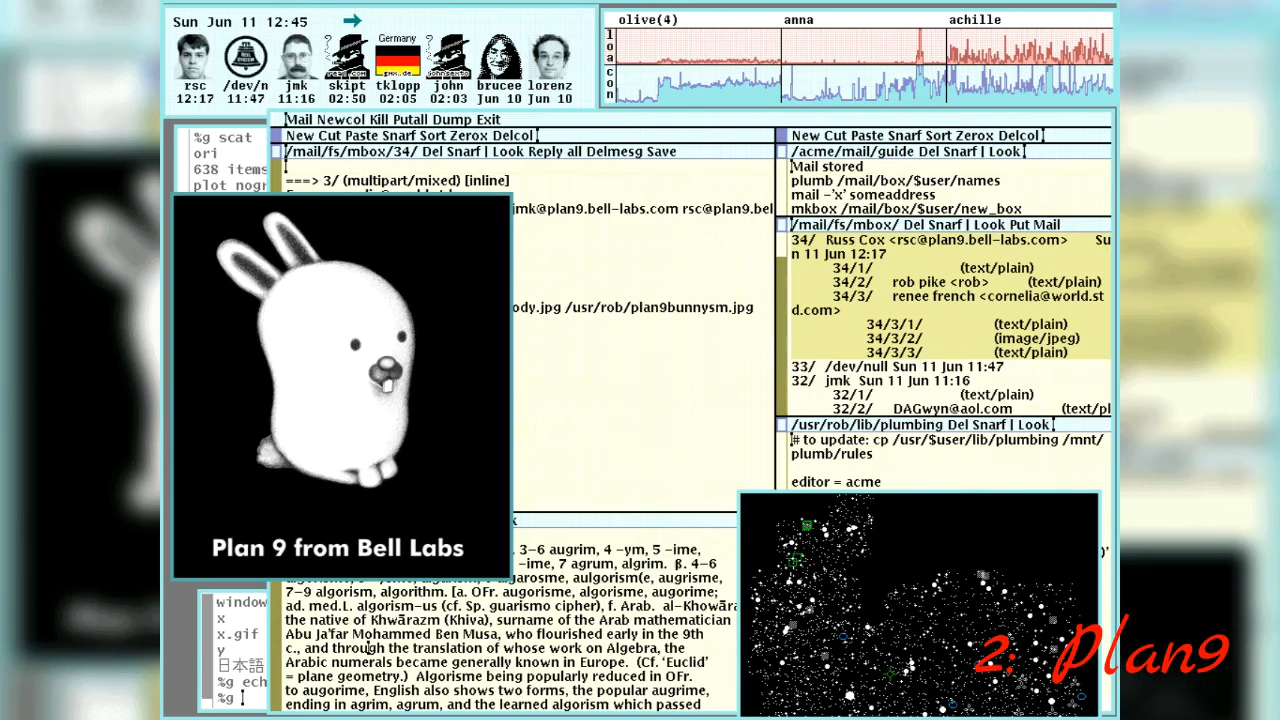 Sun Jun 11 12:45
Germany
rsc /dev/n jmk skipt tklopp john brucee lorenz
12:17 11:47 11:16 02:50 02:05 02:03 Jun 10 Jun 10
olive(4) anna achille
loa
con
Mail Newcol Kill Putall Dump Exit
New Cut Paste Snarf Sort Zerox Delcol
/mail/fs/mbox/34/ Del Snarf | Look Reply all Delmesg Save
===> 3/ (multipart/mixed) [inline]
jmk@plan9.bell-labs.com rsc@plan9.bel
ody.jpg /usr/rob/plan9bunnysm.jpg
%g scat
ori
638 items
plot nogr
Plan 9 from Bell Labs
3-6 augrim, 4 -ym, 5 -ime,
-ime, 7 agrum, algrim. β. 4-6
algarosme, aulgorism(e, augrisme,
7-9 algorism, algorithm. [a. OFr. augorisme, algorisme, augorime;
ad. med.L. algorism-us (cf. Sp. guarismo cipher), f. Arab. al-Khowāra
the native of Khwārazm (Khiva), surname of the Arab mathematician
Abu Ja'far Mohammed Ben Musa, who flourished early in the 9th
c., and through the translation of whose work on Algebra, the
Arabic numerals became generally known in Europe. (Cf. 'Euclid'
= plane geometry.) Algorisme being popularly reduced in OFr.
to augorime, English also shows two forms, the popular augrime,
ending in agrim, agrum, and the learned algorism which passed
window
x
x.gif
y
日本語
%g ech
%g
New Cut Paste Snarf Sort Zerox Delcol
/acme/mail/guide Del Snarf | Look
Mail stored
plumb /mail/box/$user/names
mail -'x' someaddress
mkbox /mail/box/$user/new_box
/mail/fs/mbox/ Del Snarf | Look Put Mail
34/ Russ Cox <rsc@plan9.bell-labs.com> Su
n 11 Jun 12:17
34/1/ (text/plain)
34/2/ rob pike <rob> (text/plain)
34/3/ renee french <cornelia@world.st
d.com>
34/3/1/ (text/plain)
34/3/2/ (image/jpeg)
34/3/3/ (text/plain)
33/ /dev/null Sun 11 Jun 11:47
32/ jmk Sun 11 Jun 11:16
32/1/ (text/plain)
32/2/ DAGwyn@aol.com (text/pl
/usr/rob/lib/plumbing Del Snarf | Look
# to update: cp /usr/$user/lib/plumbing /mnt/
plumb/rules
editor = acme
2: Plan9